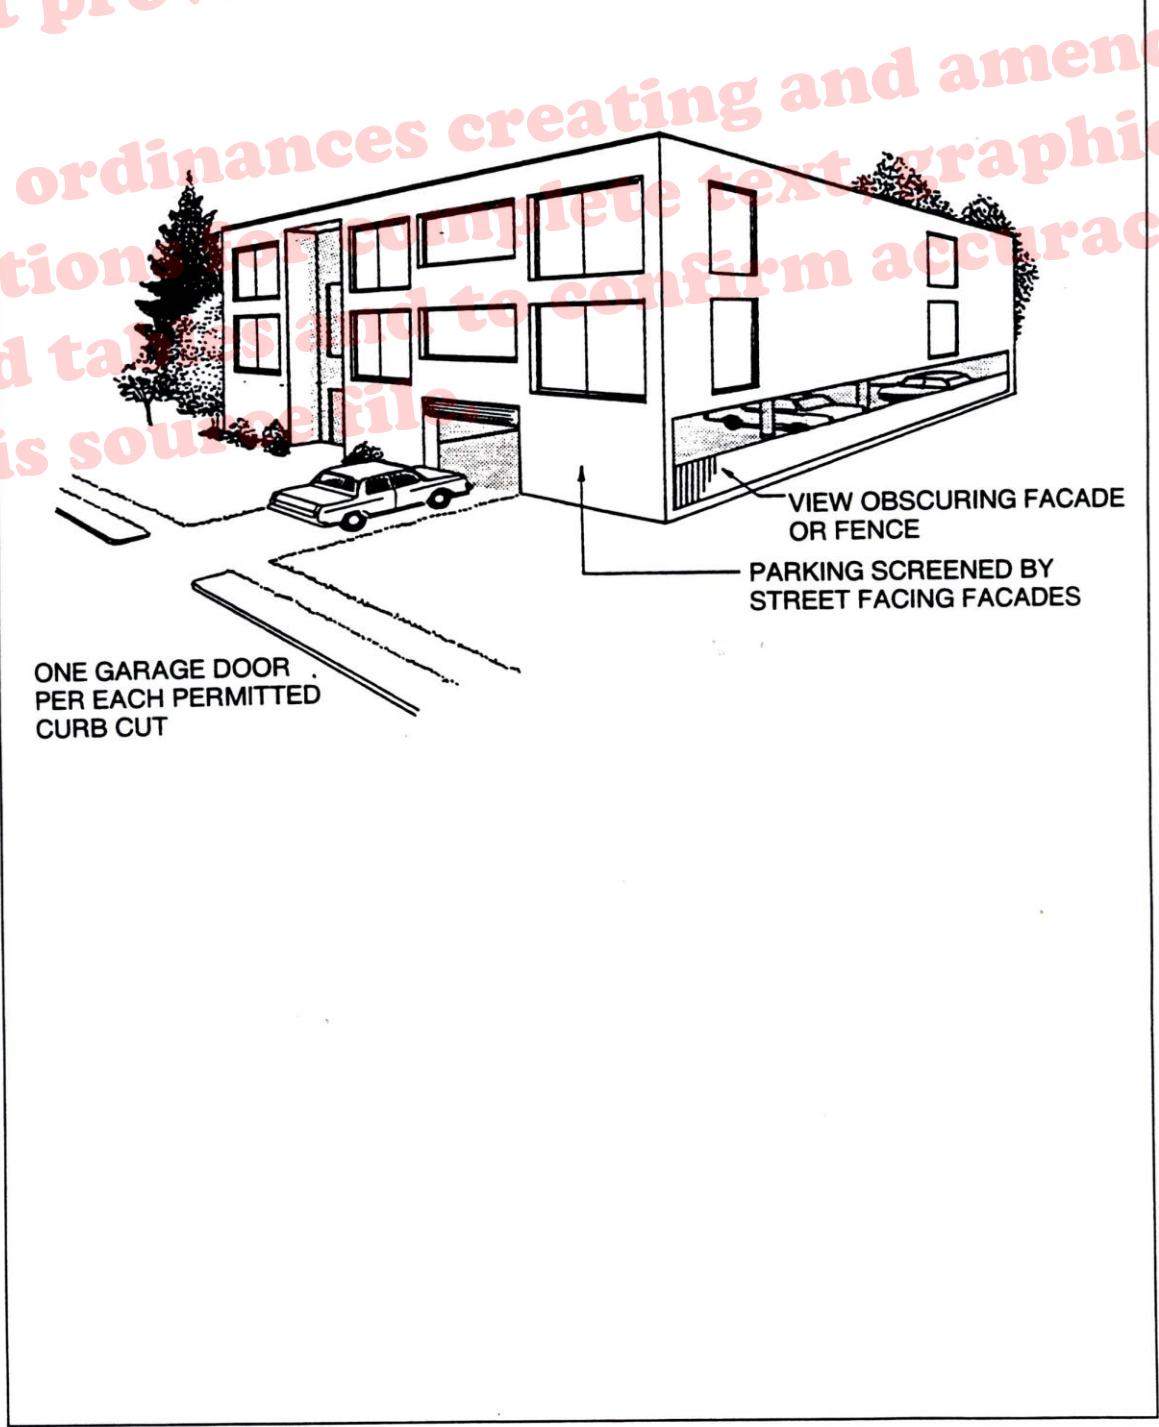 t prov
ordinances creating and amend
tions for complete text, graphic
d tables and to confirm accurac
is source file.
VIEW OBSCURING FACADE
OR FENCE
PARKING SCREENED BY
STREET FACING FACADES
ONE GARAGE DOOR
PER EACH PERMITTED
CURB CUT